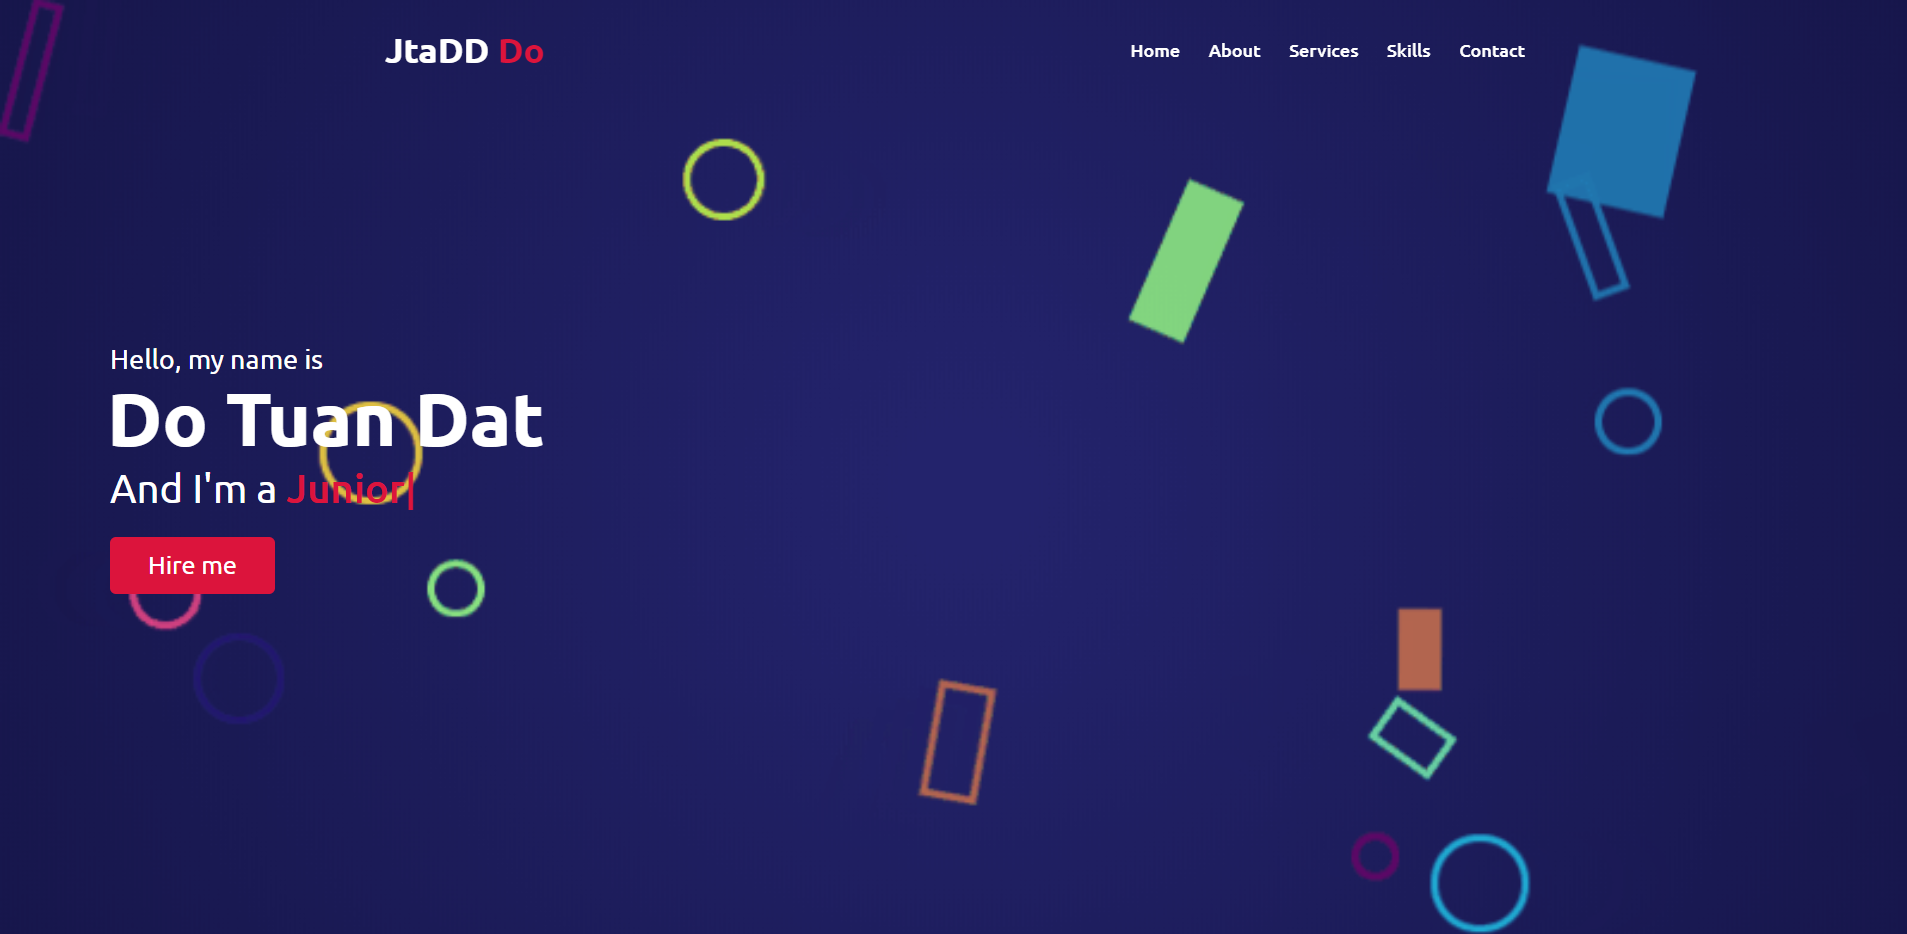 JtaDD Do
Home About Services Skills Contact
Hello, my name is
Do Tuan Dat
And I'm a Junior|
Hire me